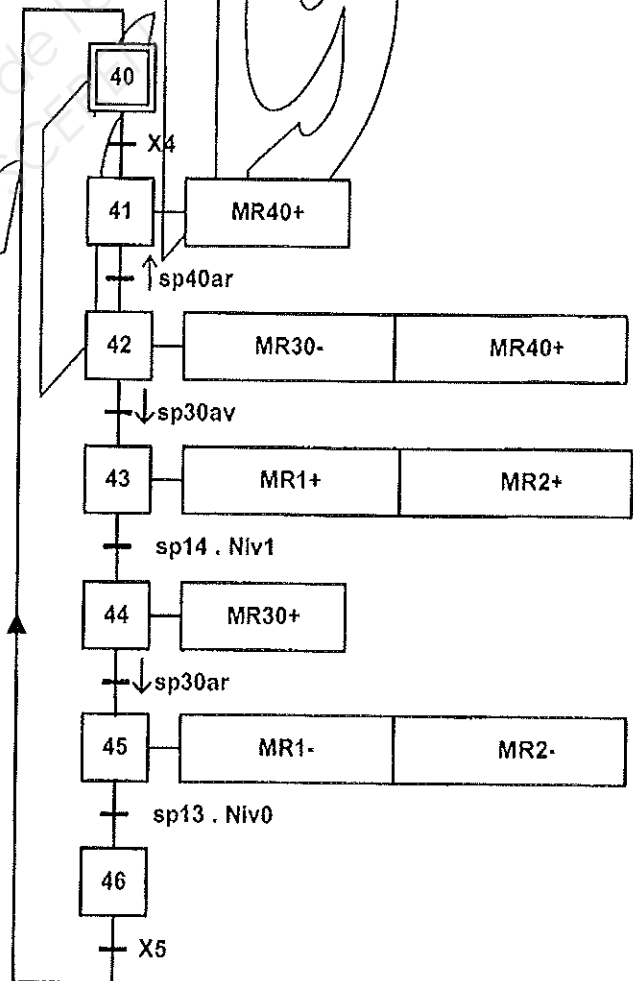 40
X4
41 MR40+
↑sp40ar
42 MR30- MR40+
↓sp30av
43 MR1+ MR2+
sp14 . Niv1
44 MR30+
↓sp30ar
45 MR1- MR2-
sp13 . Niv0
46
X5